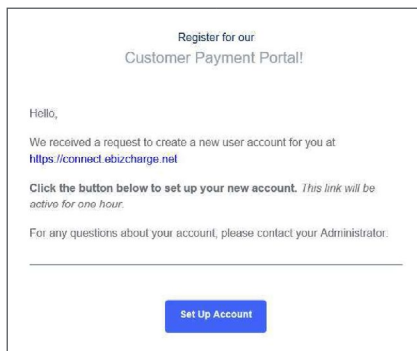 Register for our
Customer Payment Portal!
Hello,
We received a request to create a new user account for you at
https://connect.ebizcharge.net
Click the button below to set up your new account. This link will be
active for one hour.
For any questions about your account, please contact your Administrator.
Set Up Account